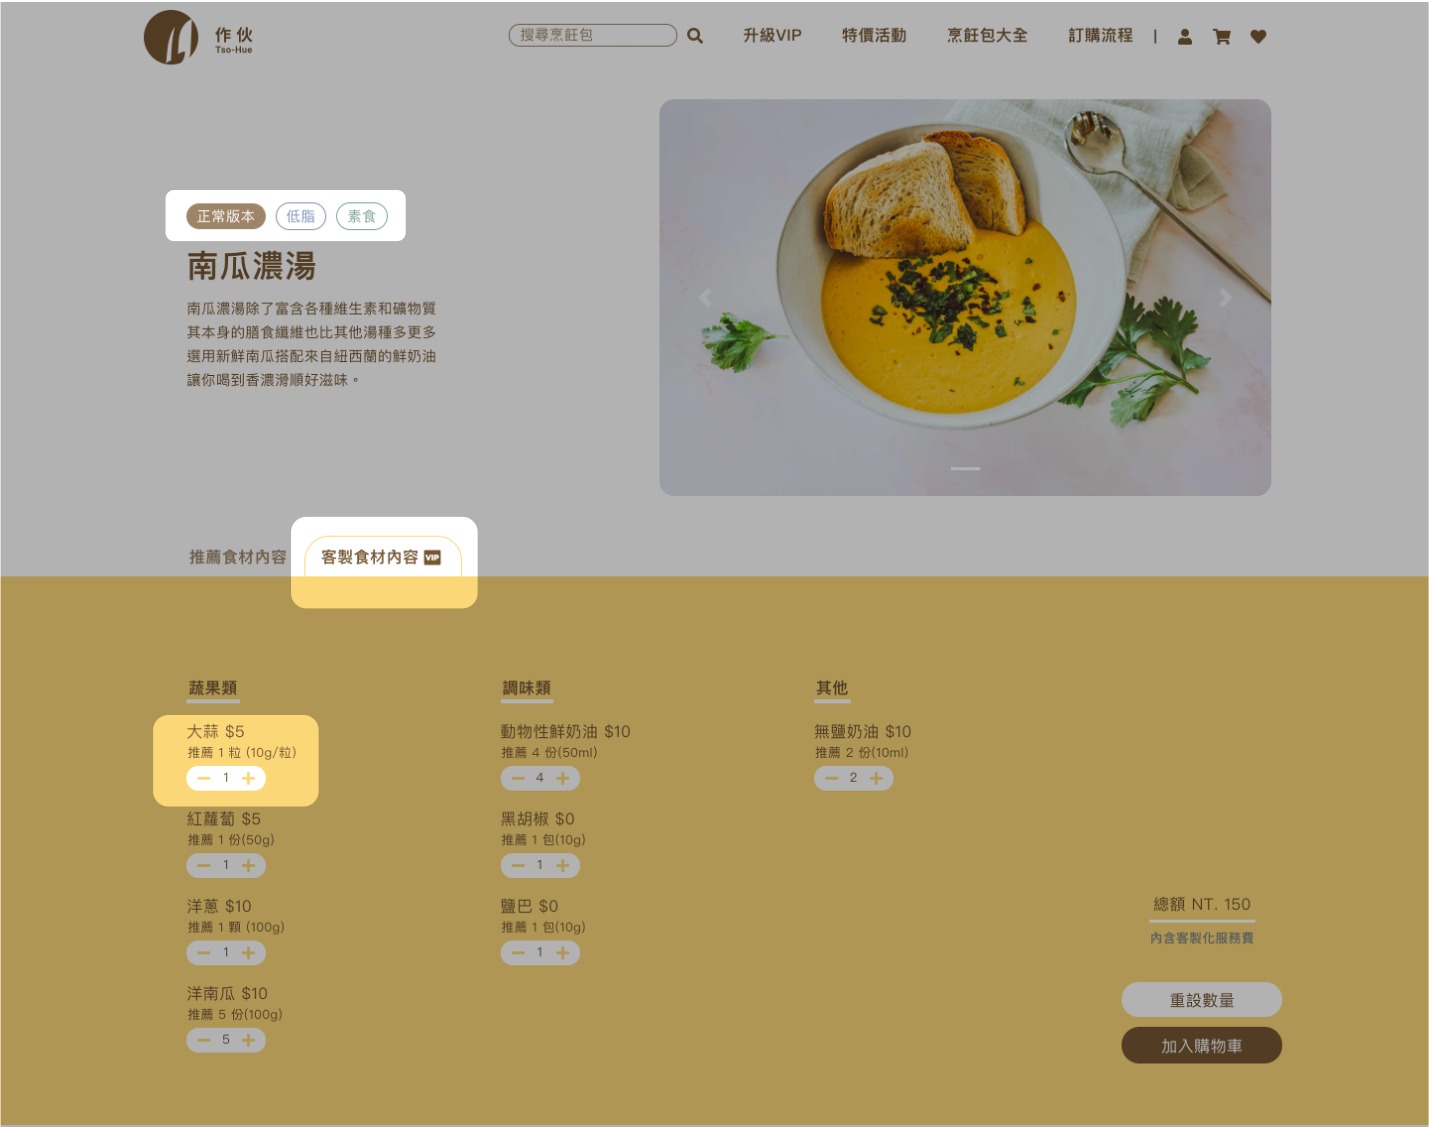 作伙
Tso-Hue
搜尋烹飪包
升級VIP
特價活動
烹飪包大全
訂購流程
|
正常版本
低脂
素食
南瓜濃湯
南瓜濃湯除了富含各種維生素和礦物質
其本身的膳食纖維也比其他湯種多更多
選用新鮮南瓜搭配來自紐西蘭的鮮奶油
讓你喝到香濃滑順好滋味。
推薦食材內容
客製食材內容 VIP
蔬果類
大蒜 $5
推薦 1 粒 (10g/粒)
− 1 +
紅蘿蔔 $5
推薦 1 份(50g)
− 1 +
洋蔥 $10
推薦 1 顆 (100g)
− 1 +
洋南瓜 $10
推薦 5 份(100g)
− 5 +
調味類
動物性鮮奶油 $10
推薦 4 份(50ml)
− 4 +
黑胡椒 $0
推薦 1 包(10g)
− 1 +
鹽巴 $0
推薦 1 包(10g)
− 1 +
其他
無鹽奶油 $10
推薦 2 份(10ml)
− 2 +
總額 NT. 150
內含客製化服務費
重設數量
加入購物車